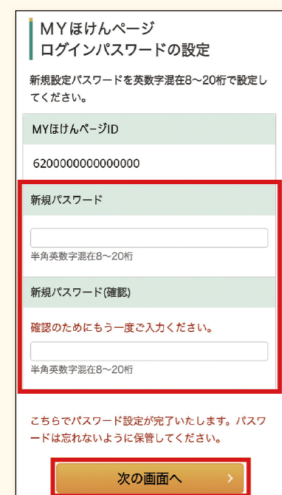 MYほけんページ
ログインパスワードの設定
新規設定パスワードを英数字混在8〜20桁で設定し
てください。
MYほけんページID
6200000000000000
新規パスワード
半角英数字混在8〜20桁
新規パスワード(確認)
確認のためにもう一度ご入力ください。
半角英数字混在8〜20桁
こちらでパスワード設定が完了いたします。パスワ
ードは忘れないように保管してください。
次の画面へ